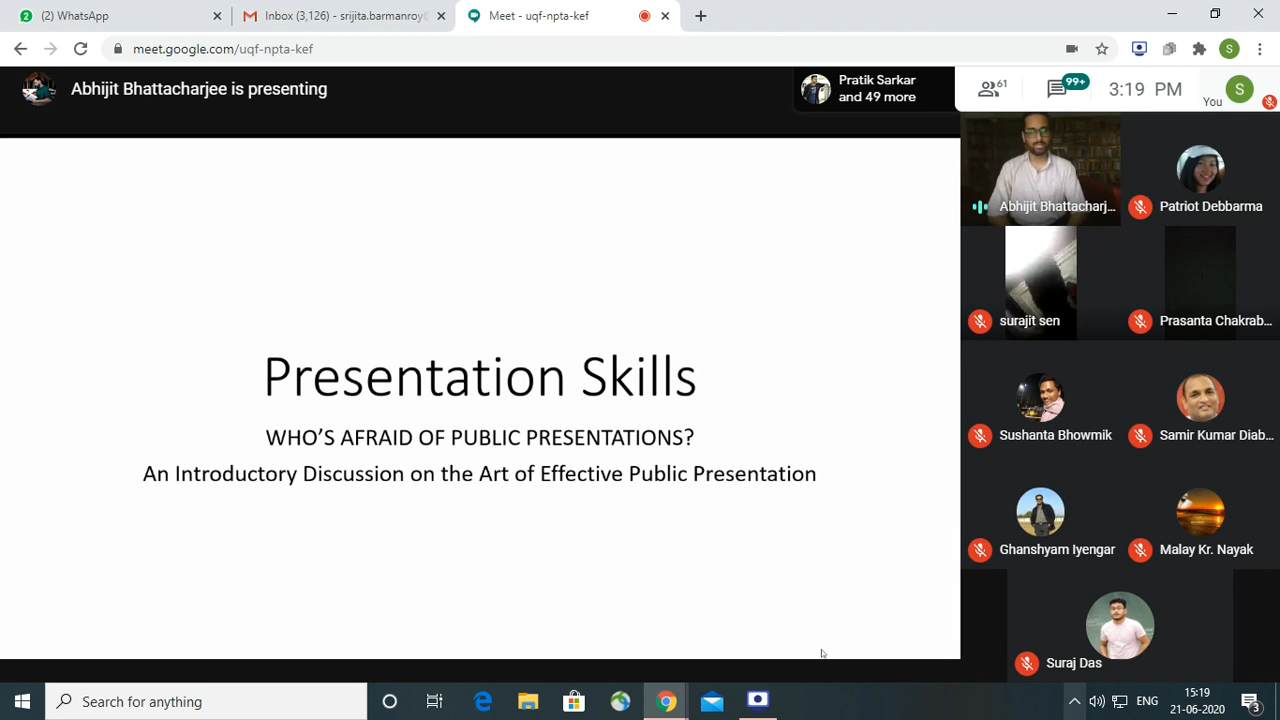 (2) WhatsApp
Inbox (3,126) - srijita.barmanroy@
Meet - uqf-npta-kef
meet.google.com/uqf-npta-kef
S
Abhijit Bhattacharjee is presenting
Pratik Sarkar
and 49 more
61
99+
3:19 PM
You
S
Abhijit Bhattacharj...
Patriot Debbarma
surajit sen
Prasanta Chakrab...
Presentation Skills
WHO'S AFRAID OF PUBLIC PRESENTATIONS?
An Introductory Discussion on the Art of Effective Public Presentation
Sushanta Bhowmik
Samir Kumar Diab...
Ghanshyam Iyengar
Malay Kr. Nayak
Suraj Das
Search for anything
ENG
15:19
21-06-2020
3